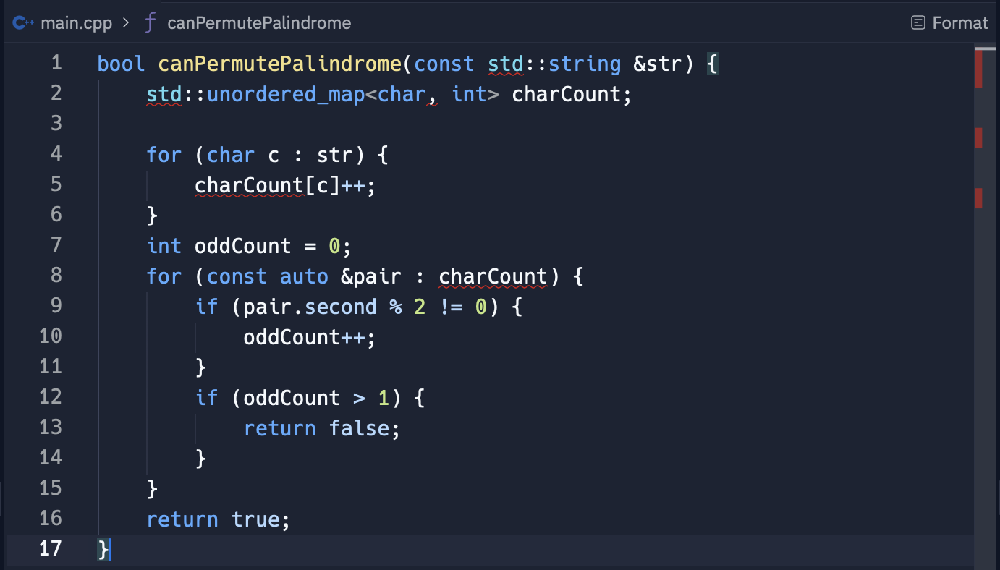 C++ main.cpp > f canPermutePalindrome Format
1 bool canPermutePalindrome(const std::string &str) {
2     std::unordered_map<char, int> charCount;
3
4     for (char c : str) {
5         charCount[c]++;
6     }
7     int oddCount = 0;
8     for (const auto &pair : charCount) {
9         if (pair.second % 2 != 0) {
10             oddCount++;
11         }
12         if (oddCount > 1) {
13             return false;
14         }
15     }
16     return true;
17 }